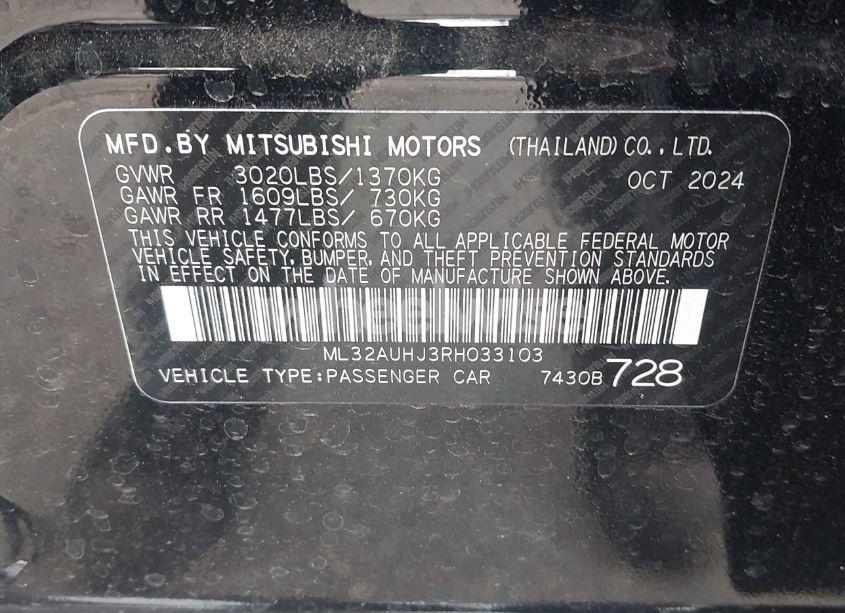 MFD. BY MITSUBISHI MOTORS (THAILAND) CO., LTD.
GVWR 3020LBS/1370KG OCT 2024
GAWR FR 1609LBS/ 730KG
GAWR RR 1477LBS/ 670KG
THIS VEHICLE CONFORMS TO ALL APPLICABLE FEDERAL MOTOR
VEHICLE SAFETY, BUMPER, AND THEFT PREVENTION STANDARDS
IN EFFECT ON THE DATE OF MANUFACTURE SHOWN ABOVE.
ML32AUHJ3RH033103
VEHICLE TYPE:PASSENGER CAR 7430B 728